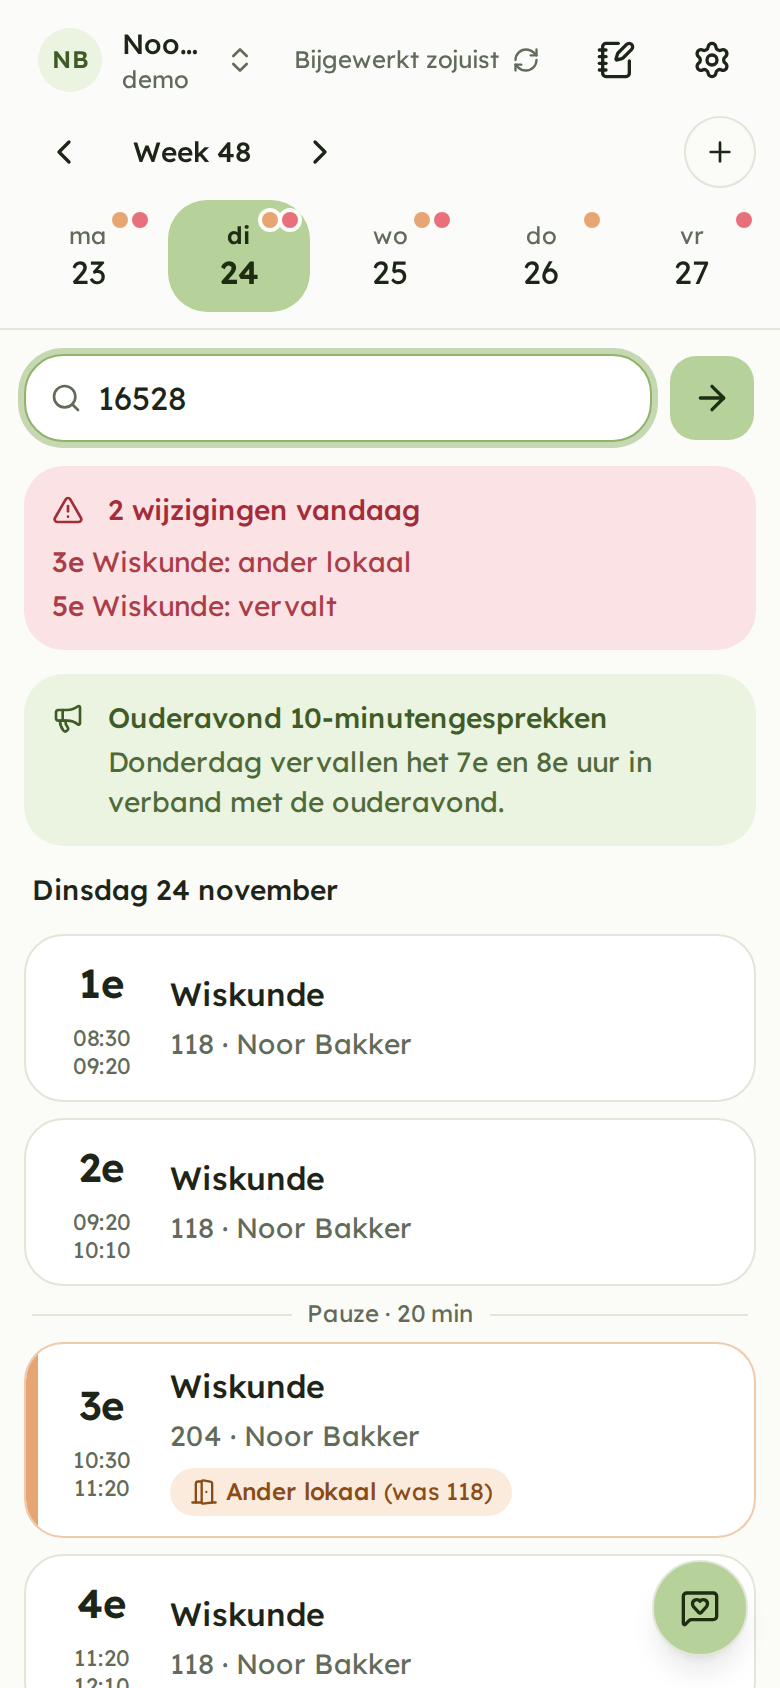 NB
Noo...
demo
Bijgewerkt zojuist
Week 48
ma di wo do vr
23 24 25 26 27
16528
2 wijzigingen vandaag
3e Wiskunde: ander lokaal
5e Wiskunde: vervalt
Ouderavond 10-minutengesprekken
Donderdag vervallen het 7e en 8e uur in
verband met de ouderavond.
Dinsdag 24 november
1e
08:30
09:20
Wiskunde
118 · Noor Bakker
2e
09:20
10:10
Wiskunde
118 · Noor Bakker
Pauze · 20 min
3e
10:30
11:20
Wiskunde
204 · Noor Bakker
Ander lokaal (was 118)
4e
11:20
12:10
Wiskunde
118 · Noor Bakker